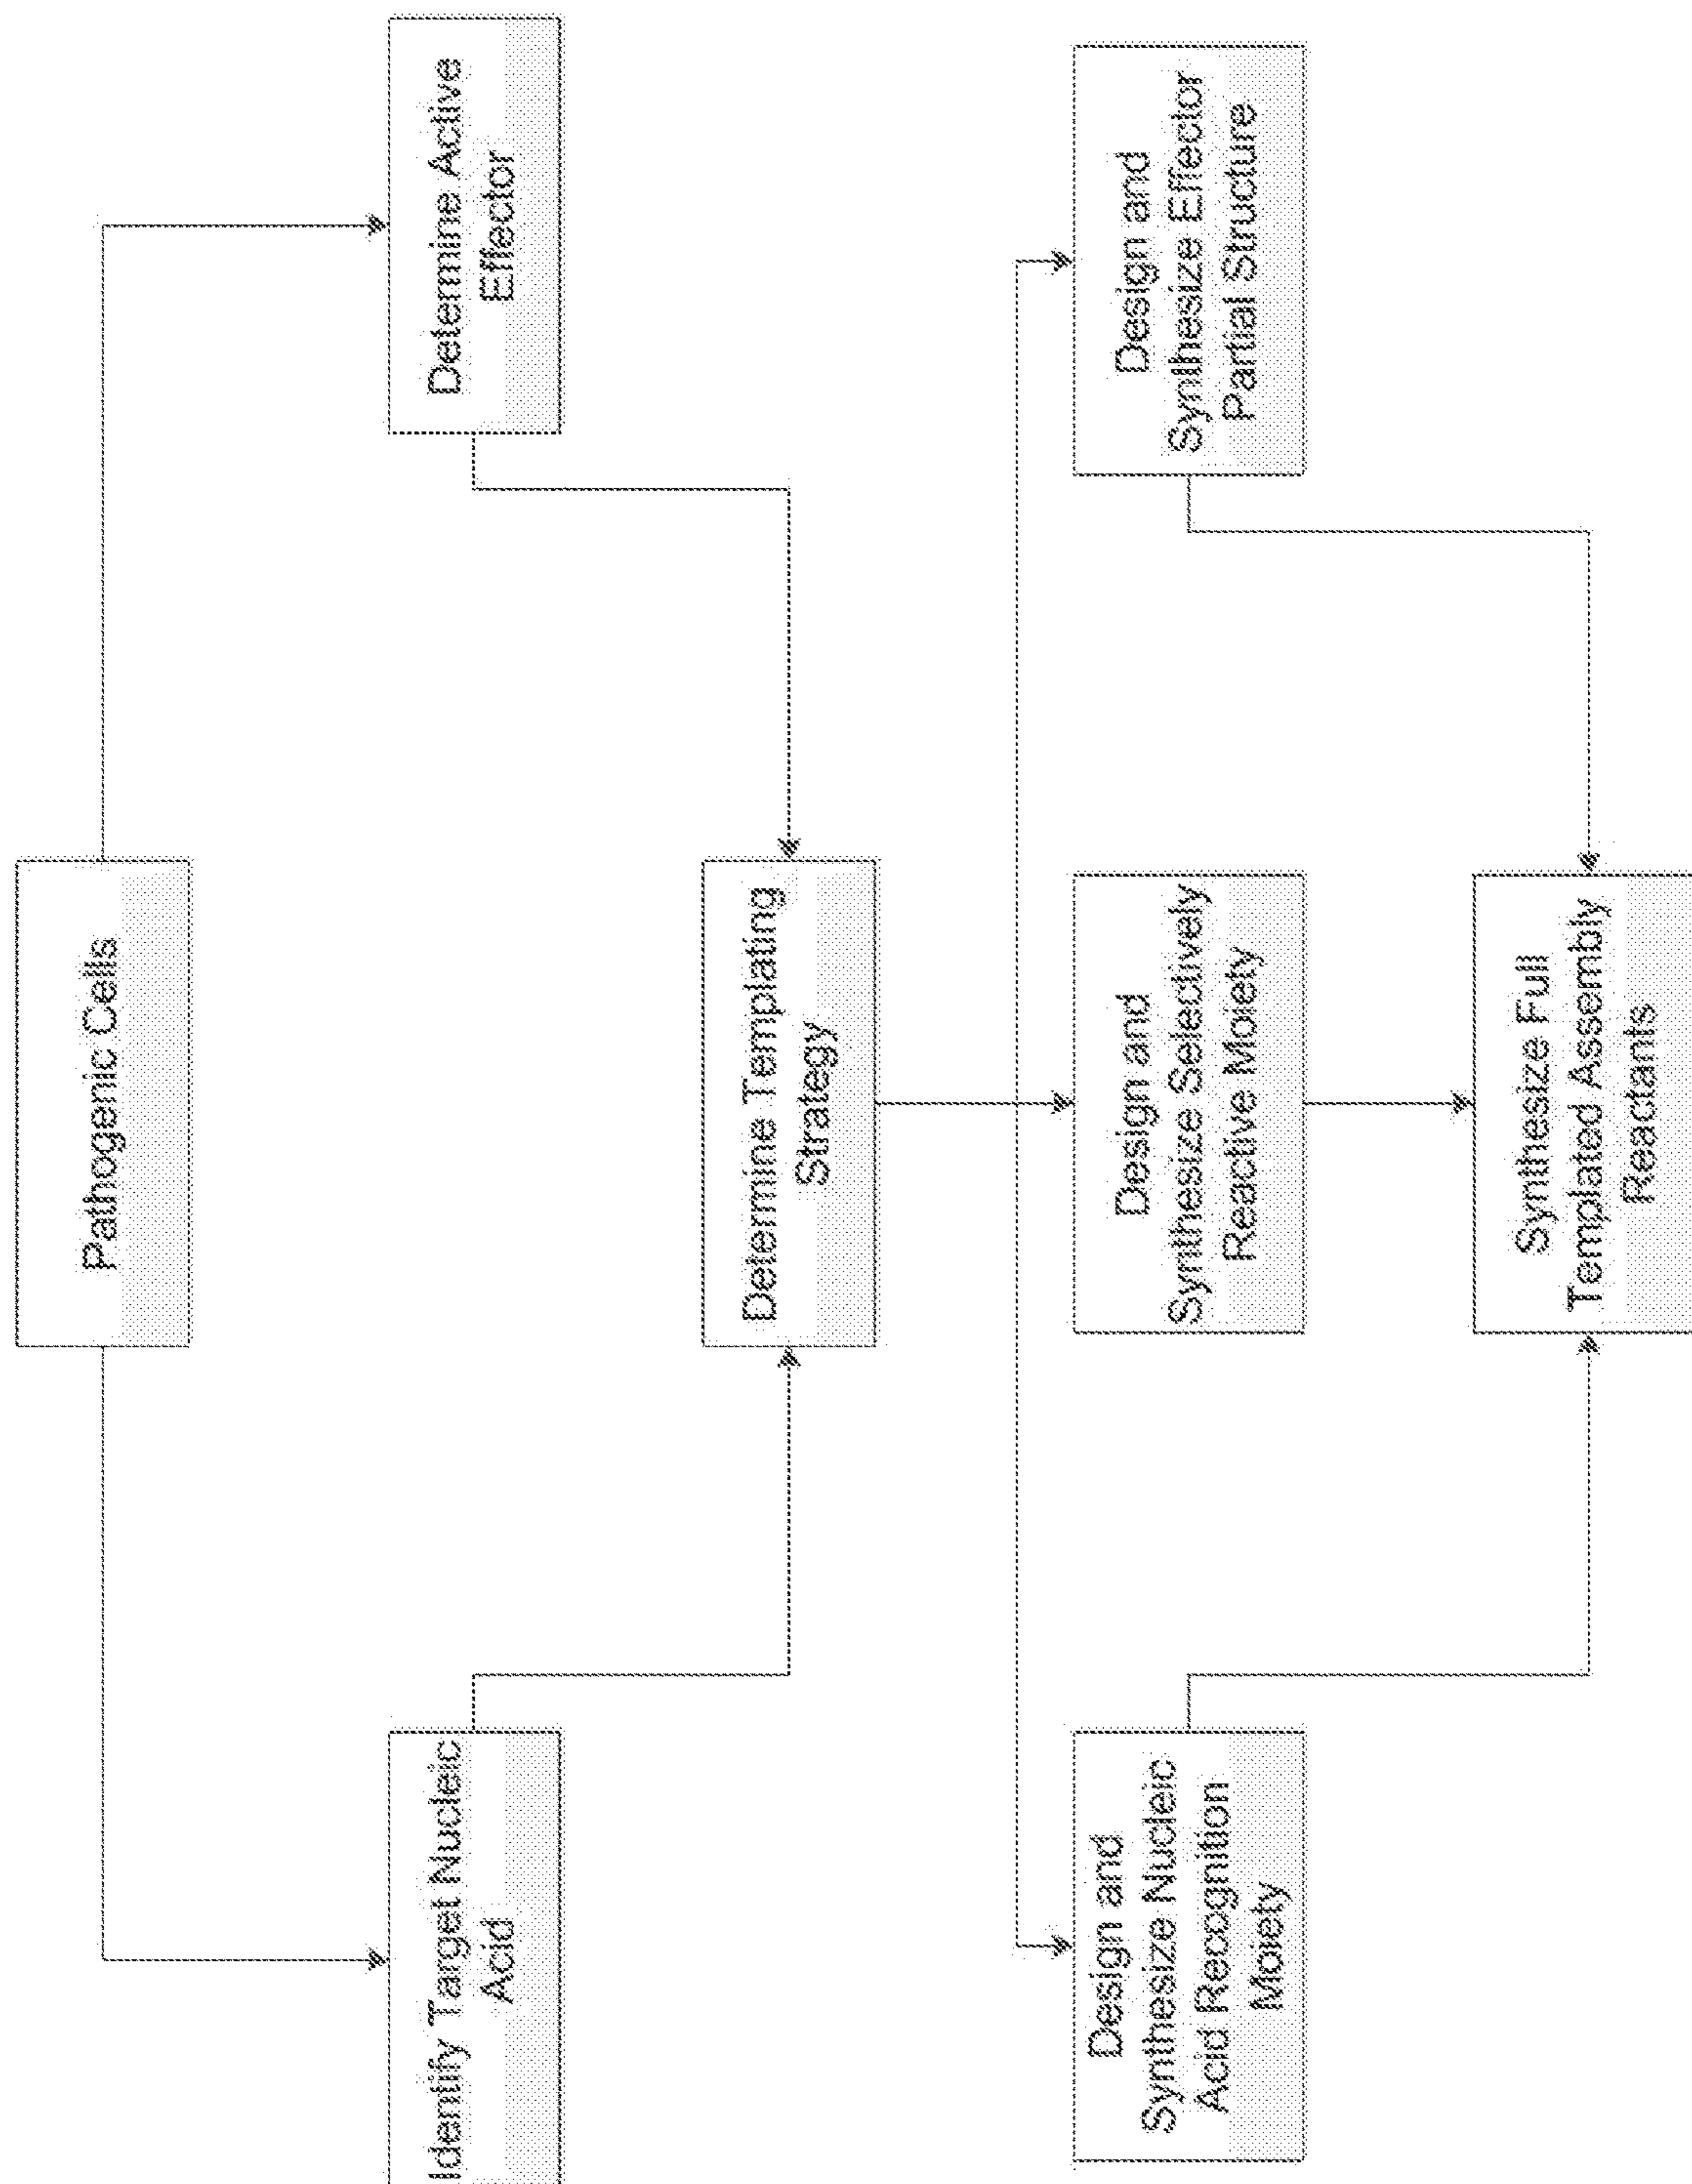 Pathogenic Cells
Identify Target Nucleic
Acid
Determine Active
Effector
Determine Templating
Strategy
Design and
Synthesize Nucleic
Acid Recognition
Moiety
Design and
Synthesize Selectively
Reactive Moiety
Design and
Synthesize Effector
Partial Structure
Synthesize Full
Templated Assembly
Reactants